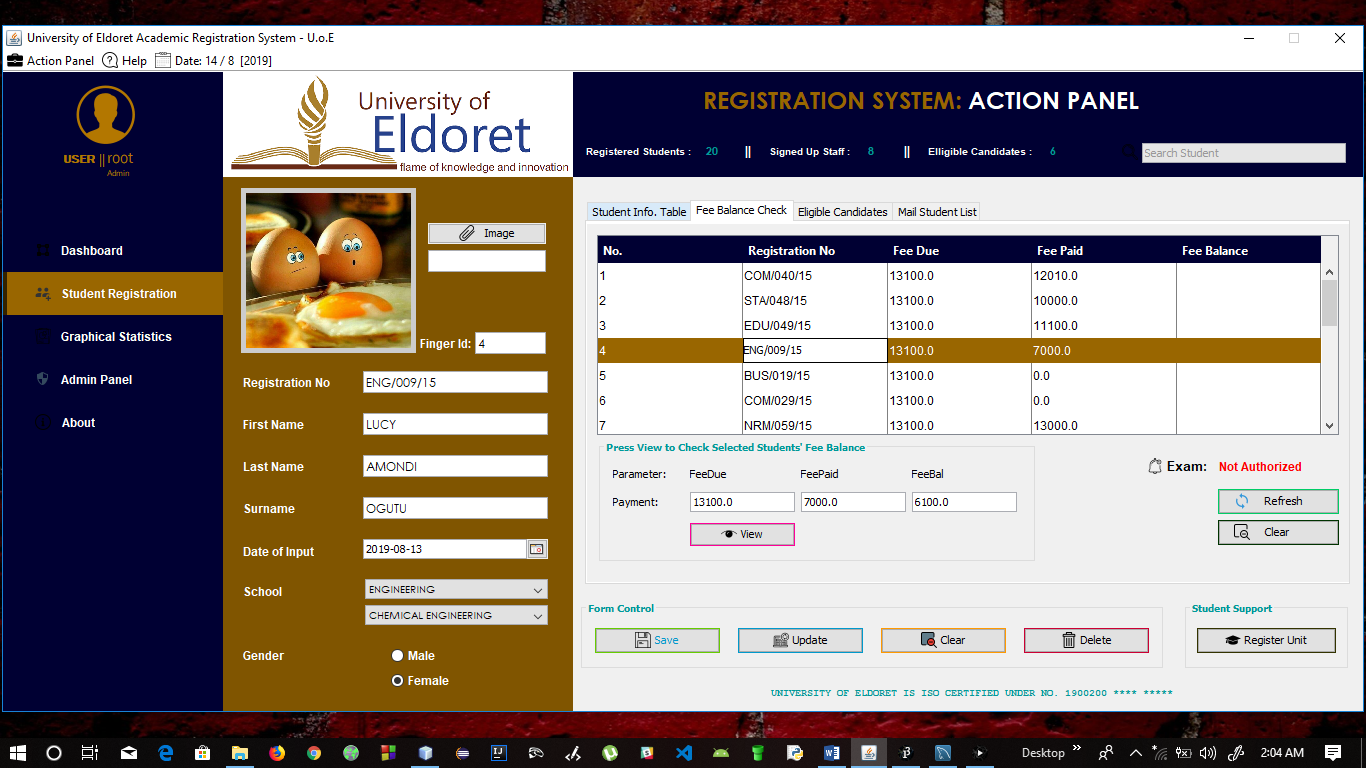 University of Eldoret Academic Registration System - U.o.E
Action Panel Help Date: 14 / 8 [2019]
USER || root
Admin
Dashboard
Student Registration
Graphical Statistics
Admin Panel
About
University of
Eldoret
flame of knowledge and innovation
Image
Finger Id: 4
Registration No ENG/009/15
First Name LUCY
Last Name AMONDI
Surname OGUTU
Date of Input 2019-08-13
School ENGINEERING
CHEMICAL ENGINEERING
Gender Male
Female
REGISTRATION SYSTEM: ACTION PANEL
Registered Students : 20 || Signed Up Staff : 8 || Elligible Candidates : 6 Search Student
Student Info. Table Fee Balance Check Eligible Candidates Mail Student List
No. Registration No Fee Due Fee Paid Fee Balance
1 COM/040/15 13100.0 12010.0
2 STA/048/15 13100.0 10000.0
3 EDU/049/15 13100.0 11100.0
4 ENG/009/15 13100.0 7000.0
5 BUS/019/15 13100.0 0.0
6 COM/029/15 13100.0 0.0
7 NRM/059/15 13100.0 13000.0
Press View to Check Selected Students' Fee Balance
Parameter: FeeDue FeePaid FeeBal
Payment: 13100.0 7000.0 6100.0
View
Exam: Not Authorized
Refresh
Clear
Form Control
Save Update Clear Delete
Student Support
Register Unit
UNIVERSITY OF ELDORET IS ISO CERTIFIED UNDER NO. 1900200 **** *****
Desktop 2:04 AM